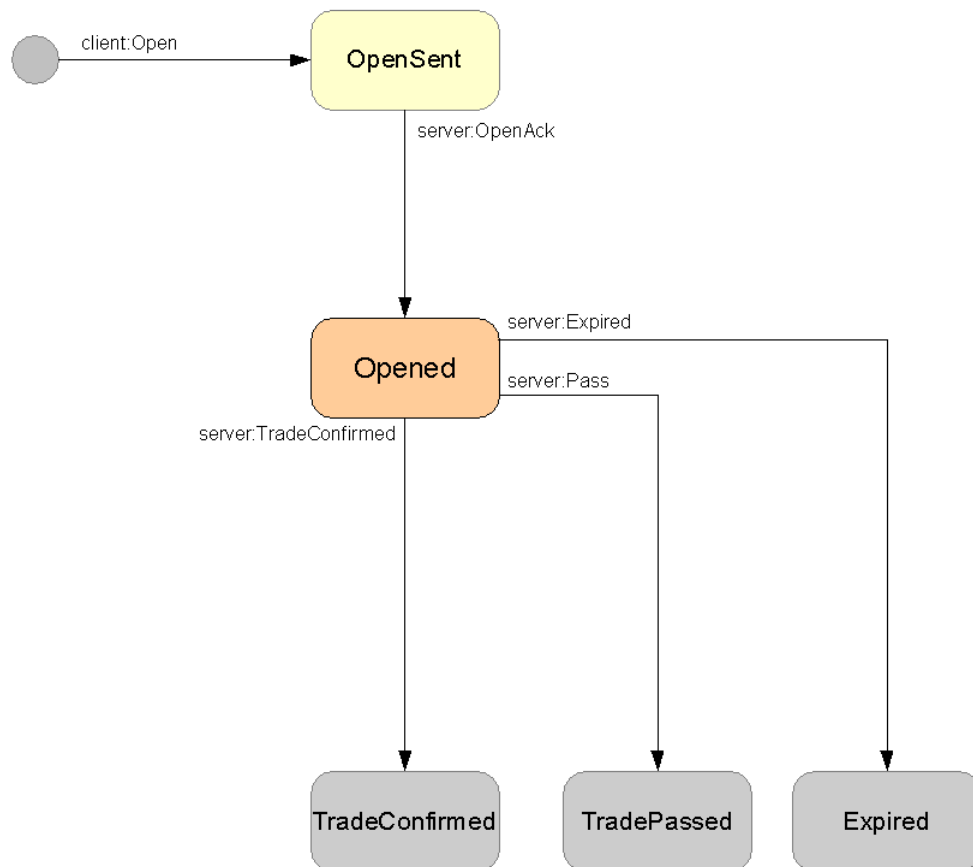 client:Open
OpenSent
server:OpenAck
server:Expired
Opened
server:Pass
server:TradeConfirmed
TradeConfirmed
TradePassed
Expired